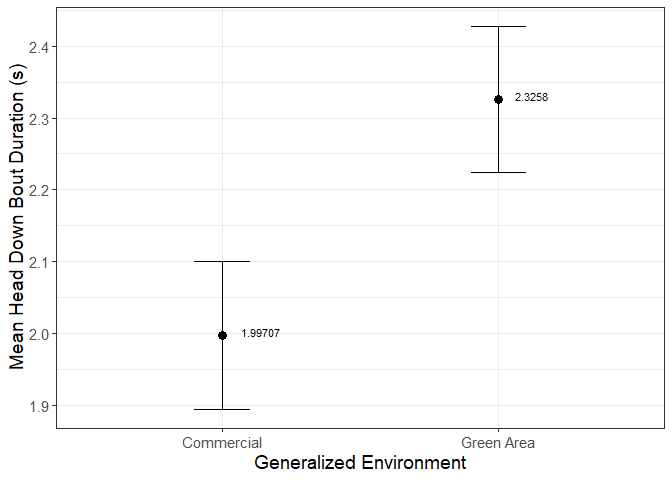 Mean Head Down Bout Duration (s)
2.4
2.3
2.2
2.1
2.0
1.9
2.3258
1.99707
Commercial
Green Area
Generalized Environment